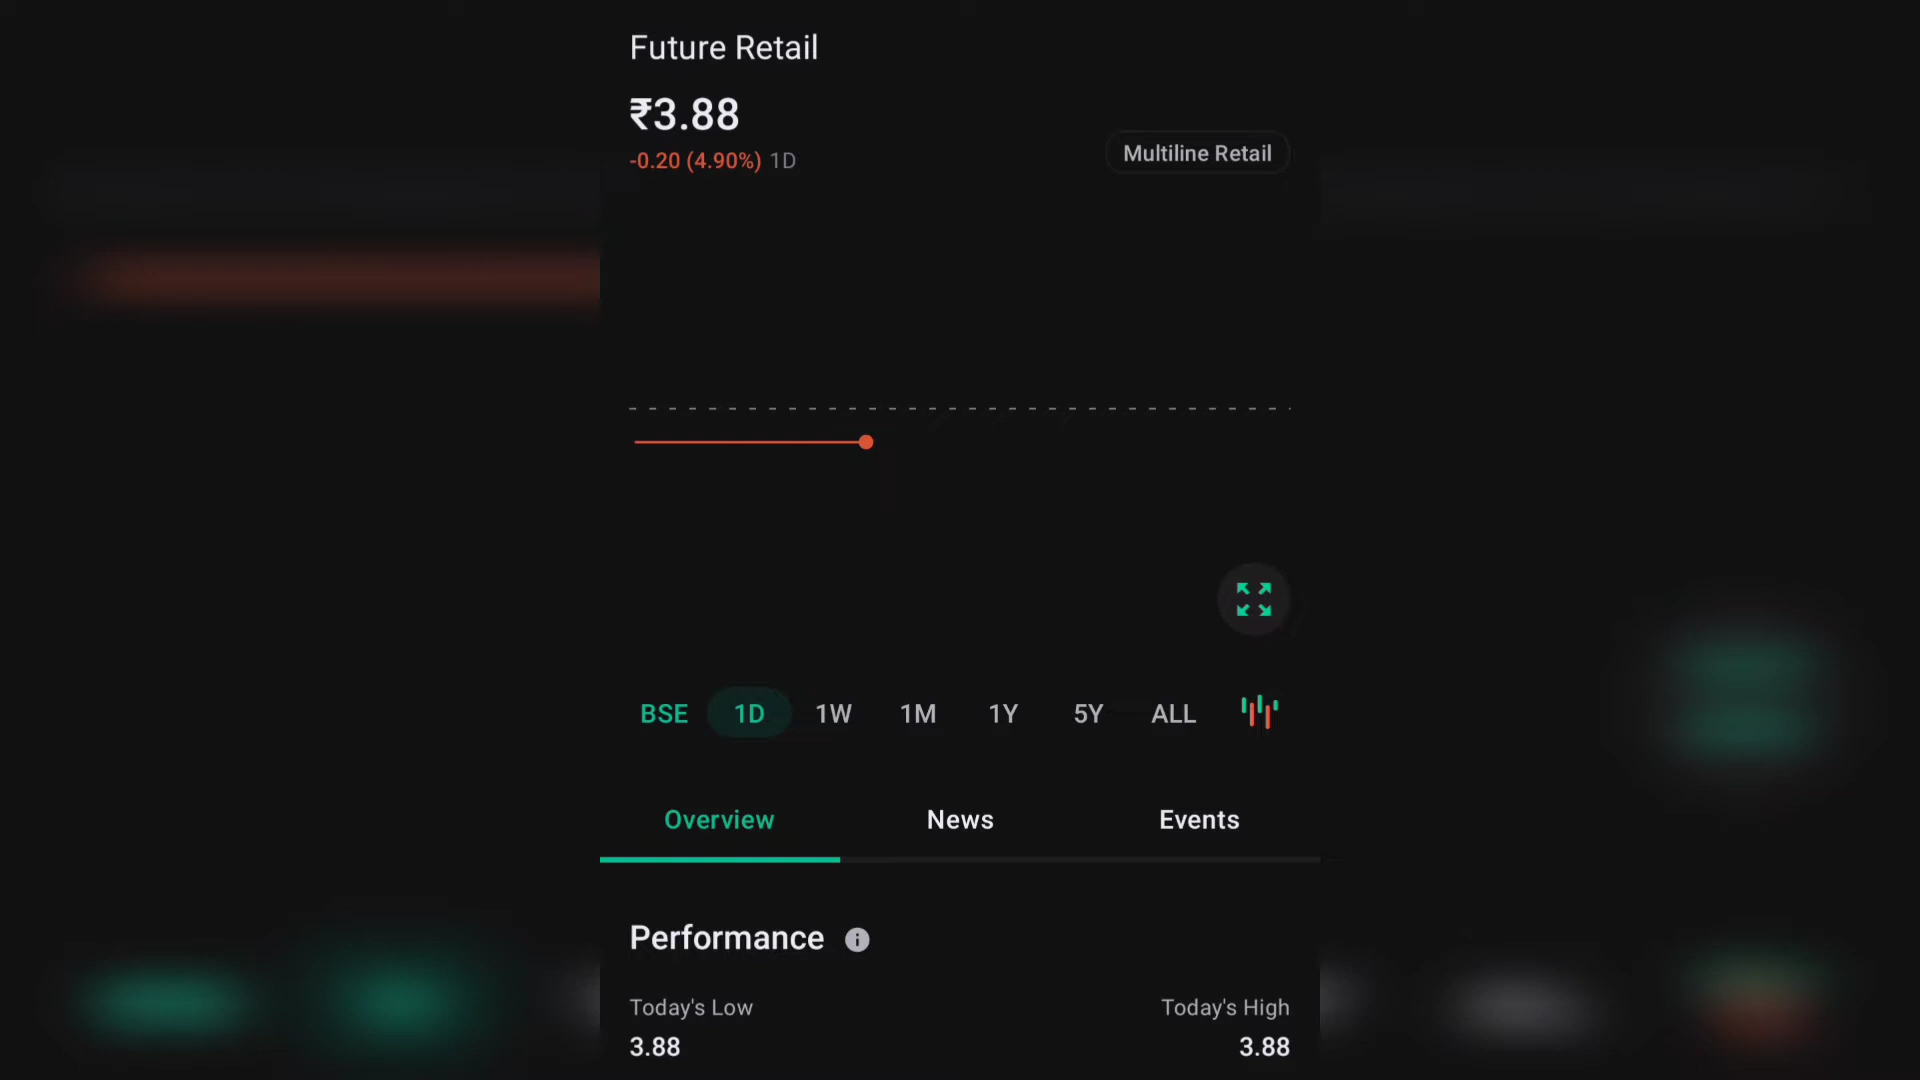 Future Retail
₹3.88
-0.20 (4.90%) 1D
Multiline Retail
BSE 1D 1W 1M 1Y 5Y ALL
Overview News Events
Performance
Today's Low Today's High
3.88 3.88